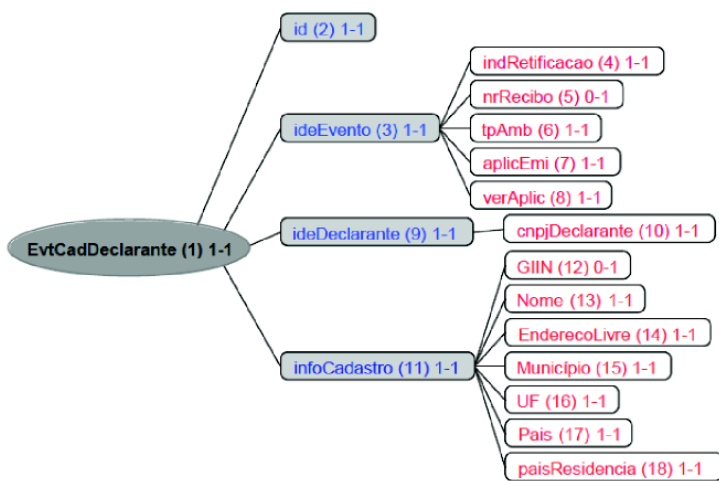 id (2) 1-1
indRetificacao (4) 1-1
nrRecibo (5) 0-1
ideEvento (3) 1-1
tpAmb (6) 1-1
aplicEmi (7) 1-1
verAplic (8) 1-1
EvtCadDeclarante (1) 1-1
ideDeclarante (9) 1-1
cnpjDeclarante (10) 1-1
GIIN (12) 0-1
Nome (13) 1-1
EnderecoLivre (14) 1-1
infoCadastro (11) 1-1
Município (15) 1-1
UF (16) 1-1
Pais (17) 1-1
paisResidencia (18) 1-1